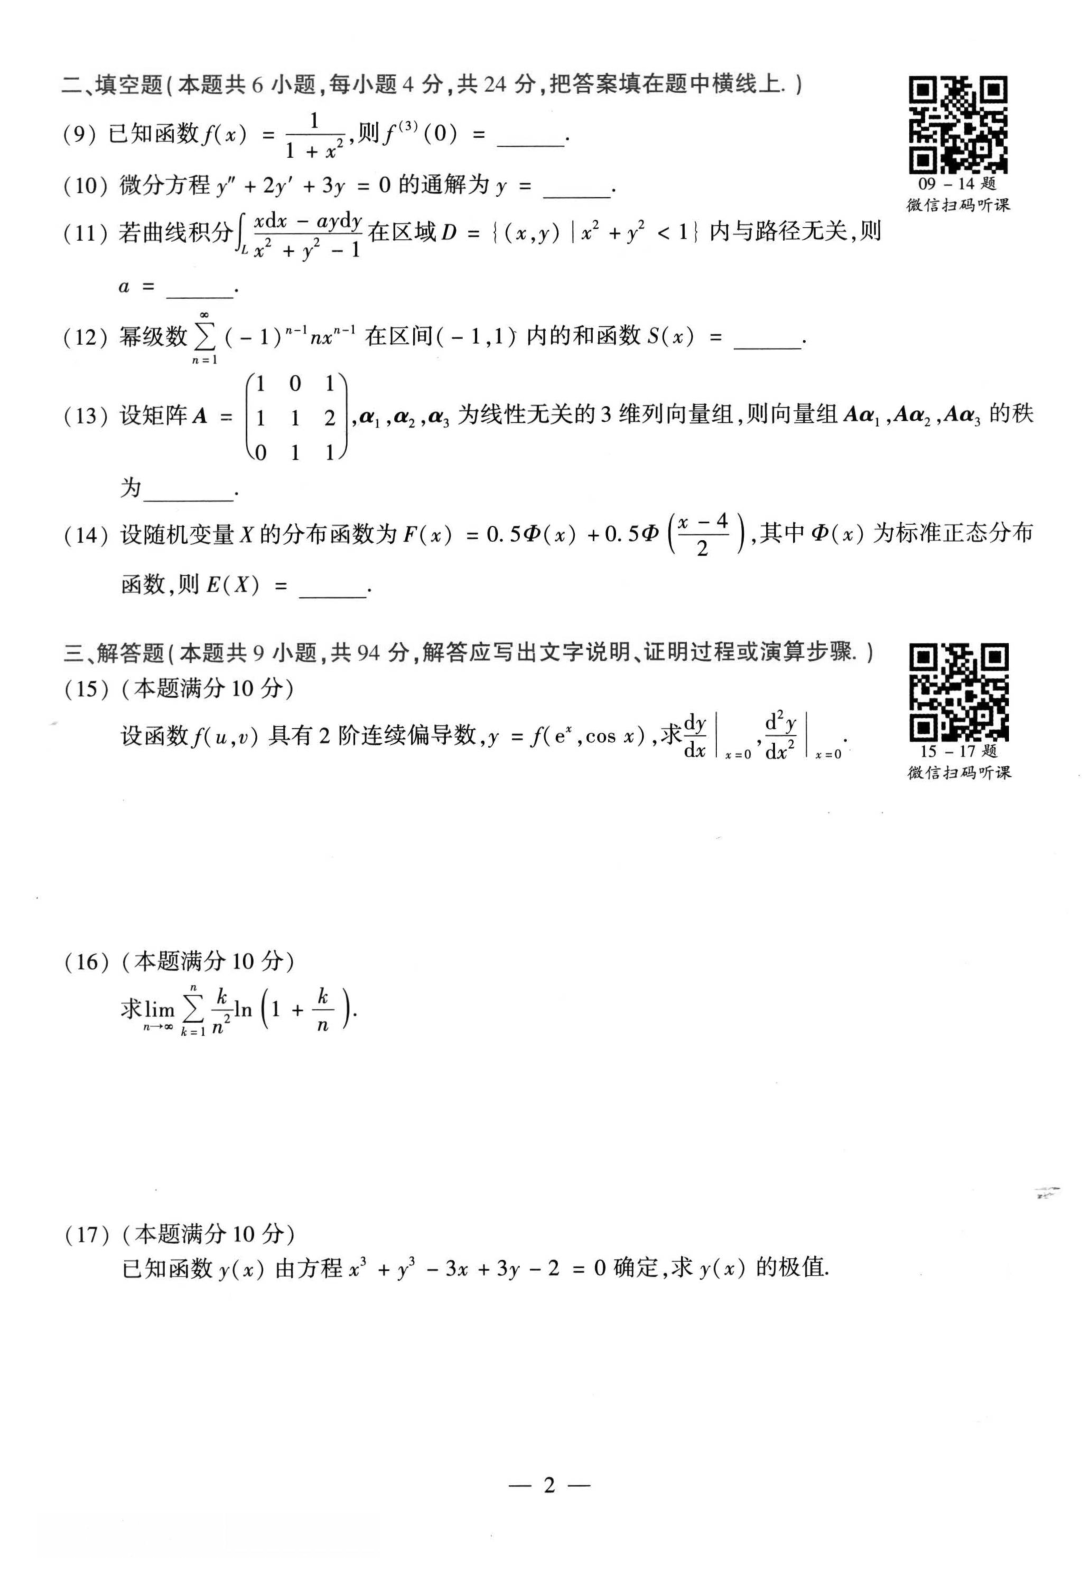 二、填空题(本题共 6 小题,每小题 4 分,共 24 分,把答案填在题中横线上. )
(9) 已知函数 f(x) = 1/(1 + x²),则 f⁽³⁾(0) = ______.
(10) 微分方程 y″ + 2y′ + 3y = 0 的通解为 y = ______.
09 - 14 题
微信扫码听课
(11) 若曲线积分∫_L (xdx - aydy)/(x² + y² - 1) 在区域 D = {(x,y) | x² + y² < 1} 内与路径无关,则
a = ______.
(12) 幂级数 ∑_{n=1}^{∞} (-1)^{n-1}nx^{n-1} 在区间(-1,1) 内的和函数 S(x) = ______.
(13) 设矩阵 A = (1 0 1; 1 1 2; 0 1 1),α₁,α₂,α₃ 为线性无关的 3 维列向量组,则向量组 Aα₁,Aα₂,Aα₃ 的秩
为______.
(14) 设随机变量 X 的分布函数为 F(x) = 0.5Φ(x) + 0.5Φ((x - 4)/2),其中 Φ(x) 为标准正态分布
函数,则 E(X) = ______.
三、解答题(本题共 9 小题,共 94 分,解答应写出文字说明、证明过程或演算步骤. )
(15) (本题满分 10 分)
设函数 f(u,v) 具有 2 阶连续偏导数,y = f(eˣ,cos x),求 dy/dx|_{x=0},d²y/dx²|_{x=0}.
15 - 17 题
微信扫码听课
(16) (本题满分 10 分)
求 lim_{n→∞} ∑_{k=1}^{n} k/n² ln(1 + k/n).
(17) (本题满分 10 分)
已知函数 y(x) 由方程 x³ + y³ - 3x + 3y - 2 = 0 确定,求 y(x) 的极值.
— 2 —